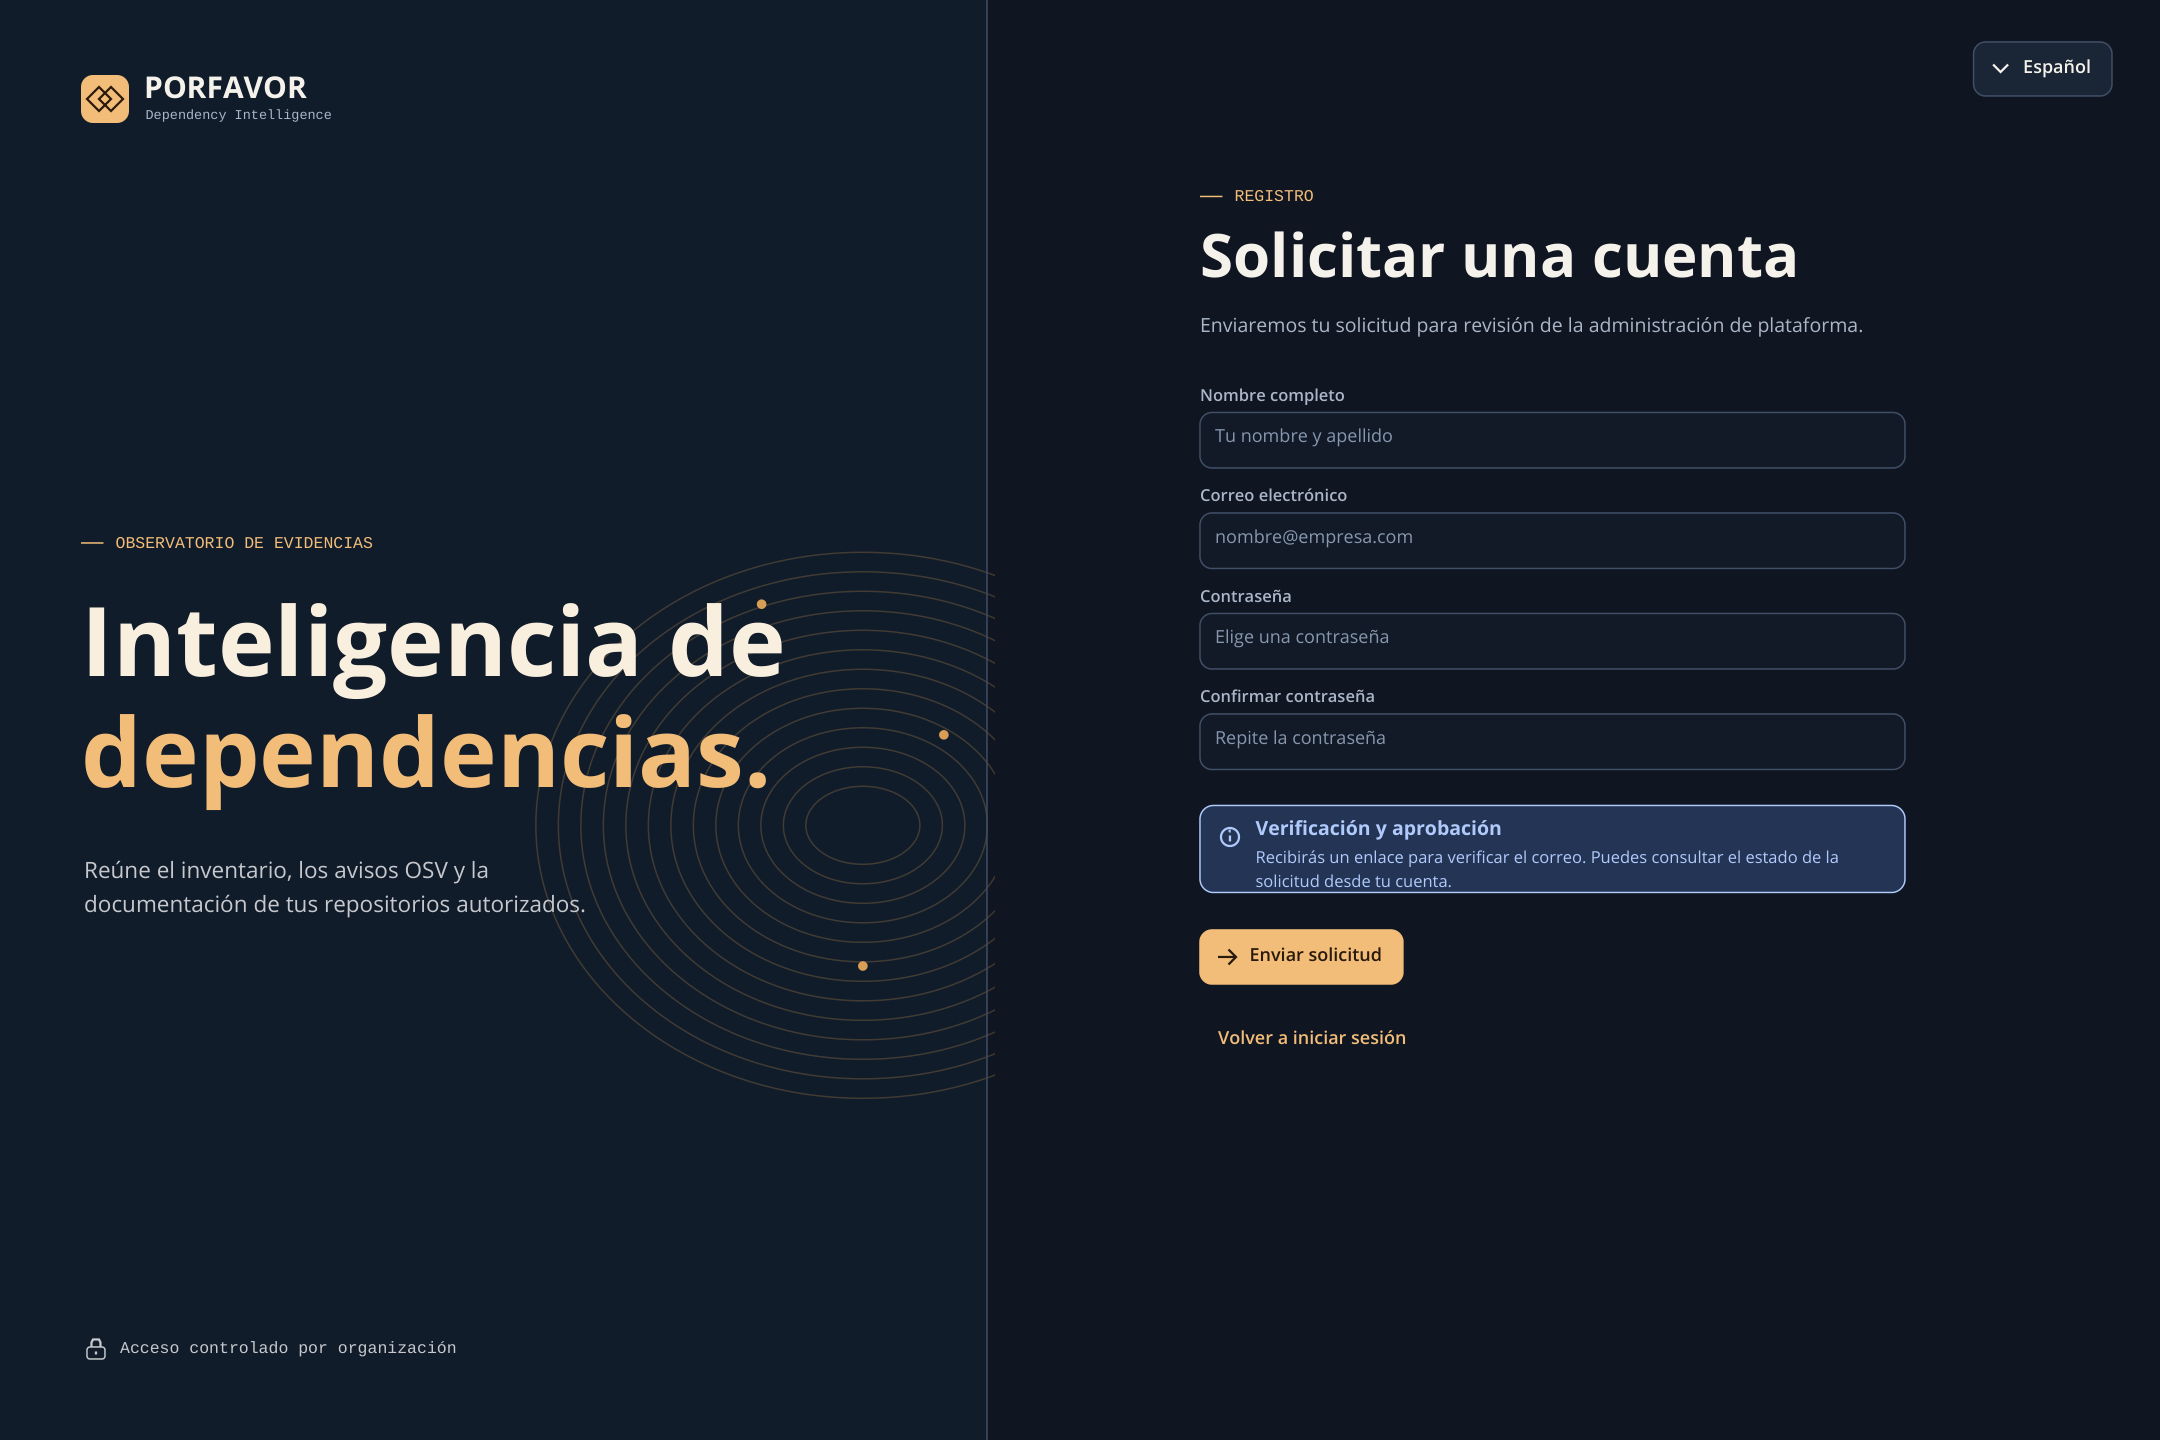 PORFAVOR
Dependency Intelligence
OBSERVATORIO DE EVIDENCIAS
Inteligencia de
dependencias.
Reúne el inventario, los avisos OSV y la
documentación de tus repositorios autorizados.
Acceso controlado por organización
Español
REGISTRO
Solicitar una cuenta
Enviaremos tu solicitud para revisión de la administración de plataforma.
Nombre completo
Tu nombre y apellido
Correo electrónico
nombre@empresa.com
Contraseña
Elige una contraseña
Confirmar contraseña
Repite la contraseña
Verificación y aprobación
Recibirás un enlace para verificar el correo. Puedes consultar el estado de la
solicitud desde tu cuenta.
Enviar solicitud
Volver a iniciar sesión